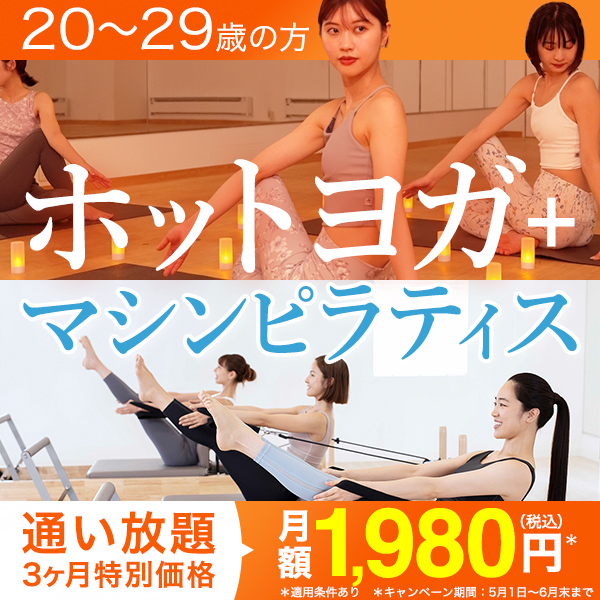 20〜29歳の方
ホットヨガ+
マシンピラティス
通い放題
3ヶ月特別価格
月額1,980円(税込)*
*適用条件あり *キャンペーン期間:5月1日〜6月末まで